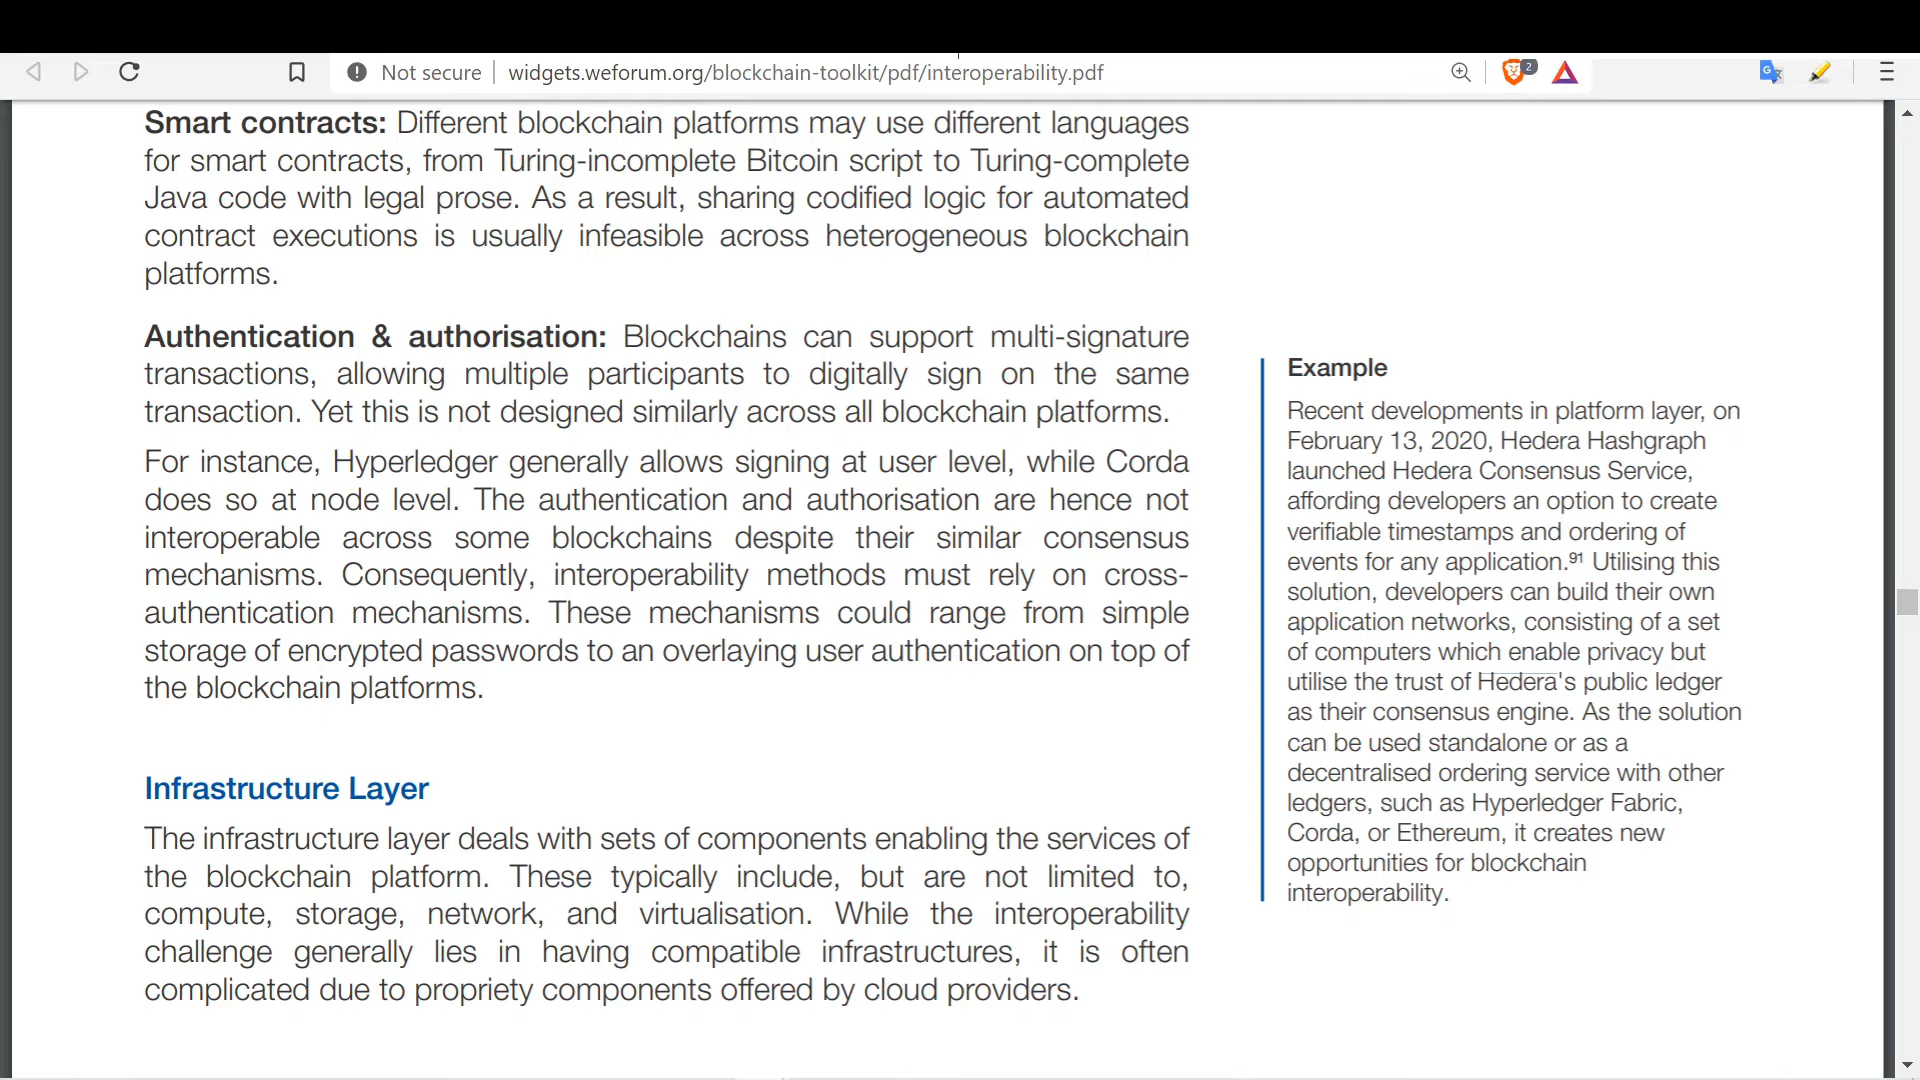 Not secure
widgets.weforum.org/blockchain-toolkit/pdf/interoperability.pdf
2
Smart contracts: Different blockchain platforms may use different languages
for smart contracts, from Turing-incomplete Bitcoin script to Turing-complete
Java code with legal prose. As a result, sharing codified logic for automated
contract executions is usually infeasible across heterogeneous blockchain
platforms.
Authentication & authorisation: Blockchains can support multi-signature
transactions, allowing multiple participants to digitally sign on the same
transaction. Yet this is not designed similarly across all blockchain platforms.
For instance, Hyperledger generally allows signing at user level, while Corda
does so at node level. The authentication and authorisation are hence not
interoperable across some blockchains despite their similar consensus
mechanisms. Consequently, interoperability methods must rely on cross-
authentication mechanisms. These mechanisms could range from simple
storage of encrypted passwords to an overlaying user authentication on top of
the blockchain platforms.
Infrastructure Layer
The infrastructure layer deals with sets of components enabling the services of
the blockchain platform. These typically include, but are not limited to,
compute, storage, network, and virtualisation. While the interoperability
challenge generally lies in having compatible infrastructures, it is often
complicated due to propriety components offered by cloud providers.
Example
Recent developments in platform layer, on
February 13, 2020, Hedera Hashgraph
launched Hedera Consensus Service,
affording developers an option to create
verifiable timestamps and ordering of
events for any application.⁹¹ Utilising this
solution, developers can build their own
application networks, consisting of a set
of computers which enable privacy but
utilise the trust of Hedera's public ledger
as their consensus engine. As the solution
can be used standalone or as a
decentralised ordering service with other
ledgers, such as Hyperledger Fabric,
Corda, or Ethereum, it creates new
opportunities for blockchain
interoperability.